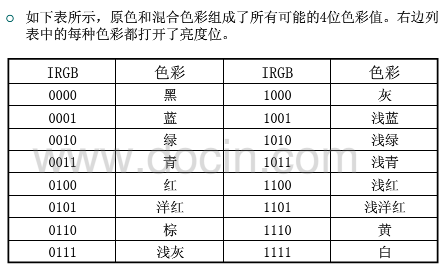 如下表所示，原色和混合色彩组成了所有可能的4位色彩值。右边列
表中的每种色彩都打开了亮度位。
IRGB 色彩 IRGB 色彩
0000 黑 1000 灰
0001 蓝 1001 浅蓝
0010 绿 1010 浅绿
0011 青 1011 浅青
0100 红 1100 浅红
0101 洋红 1101 浅洋红
0110 棕 1110 黄
0111 浅灰 1111 白
www.docin.com